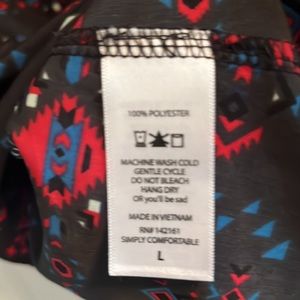 100% POLYESTER
MACHINE WASH COLD
GENTLE CYCLE
DO NOT BLEACH
HANG DRY
OR you'll be sad
MADE IN VIETNAM
RN# 142161
SIMPLY COMFORTABLE
L